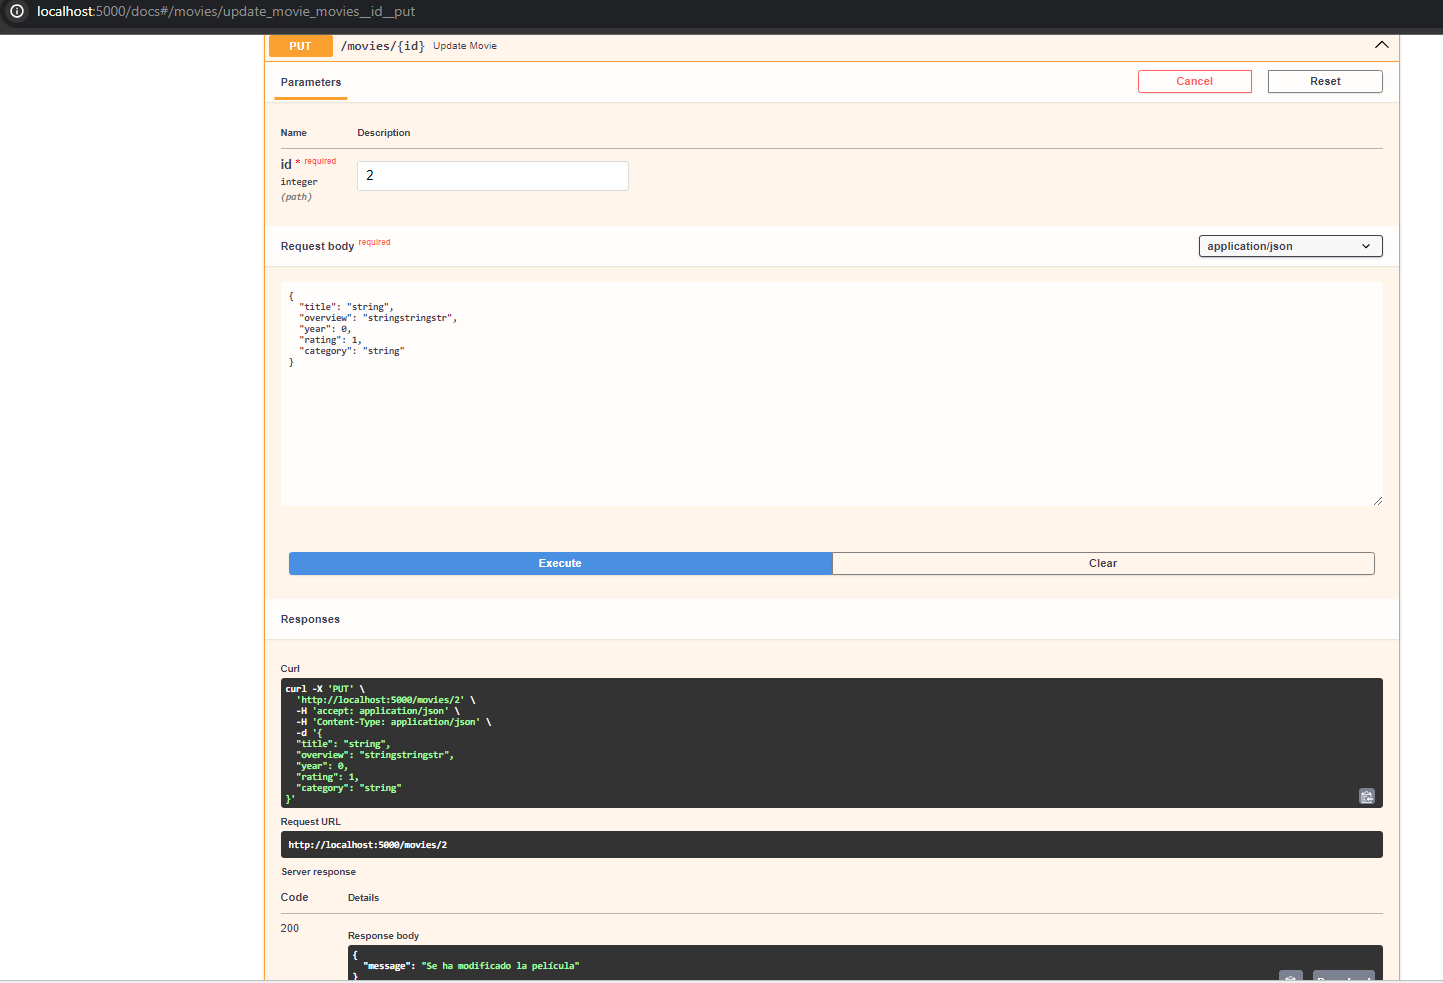 localhost:5000/docs#/movies/update_movie_movies__id__put
PUT /movies/{id} Update Movie
Parameters Cancel Reset
Name Description
id * required
integer
(path)
2
Request body required application/json
{
"title": "string",
"overview": "stringstringstr",
"year": 0,
"rating": 1,
"category": "string"
}
Execute Clear
Responses
Curl
curl -X 'PUT' \
'http://localhost:5000/movies/2' \
-H 'accept: application/json' \
-H 'Content-Type: application/json' \
-d '{
"title": "string",
"overview": "stringstringstr",
"year": 0,
"rating": 1,
"category": "string"
}'
Request URL
http://localhost:5000/movies/2
Server response
Code Details
200
Response body
{
"message": "Se ha modificado la película"
}